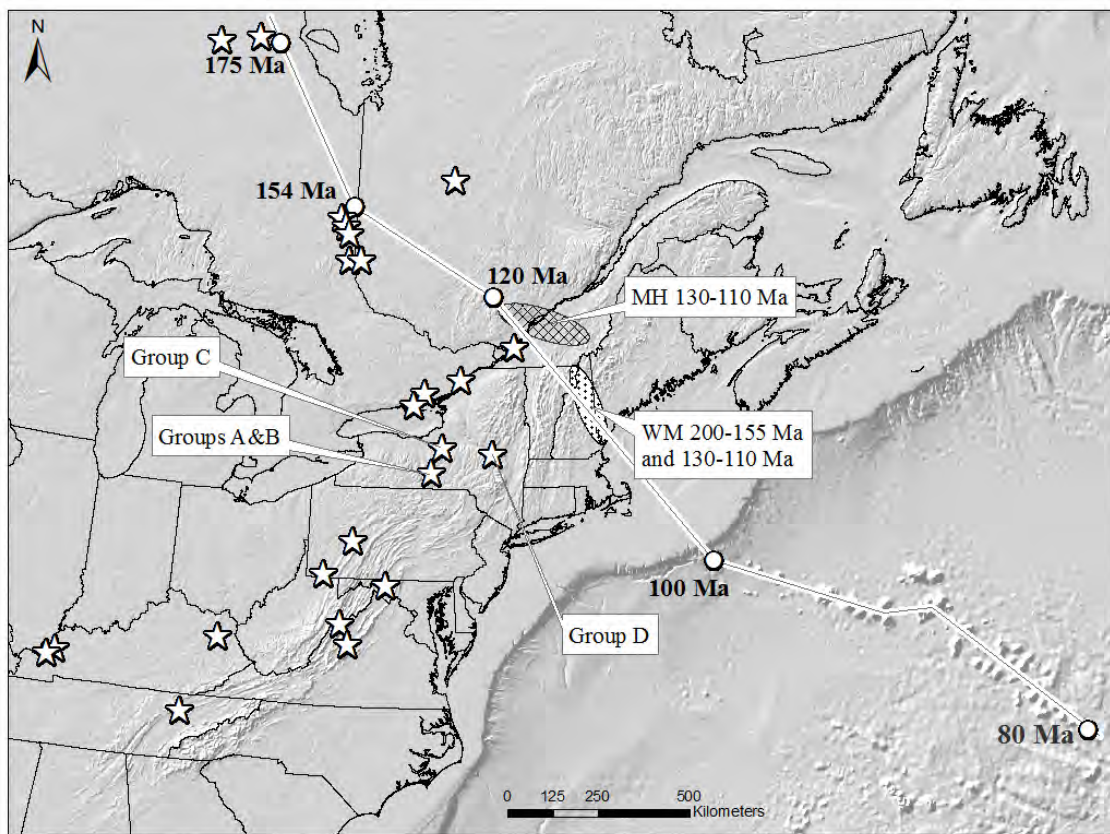 N
175 Ma
154 Ma
120 Ma
MH 130-110 Ma
Group C
Groups A&B
WM 200-155 Ma
and 130-110 Ma
100 Ma
Group D
80 Ma
0 125 250 500
Kilometers